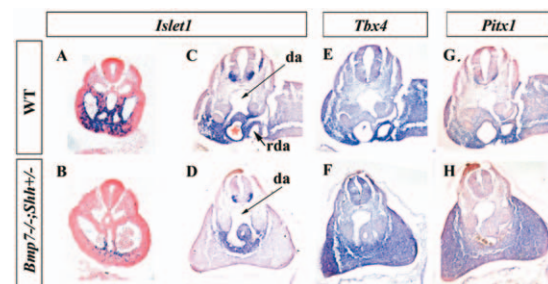 Islet1 Tbx4 Pitx1
WT
A C da E G.
rda
Bmp7-/-;Shh+/-
B D da F H